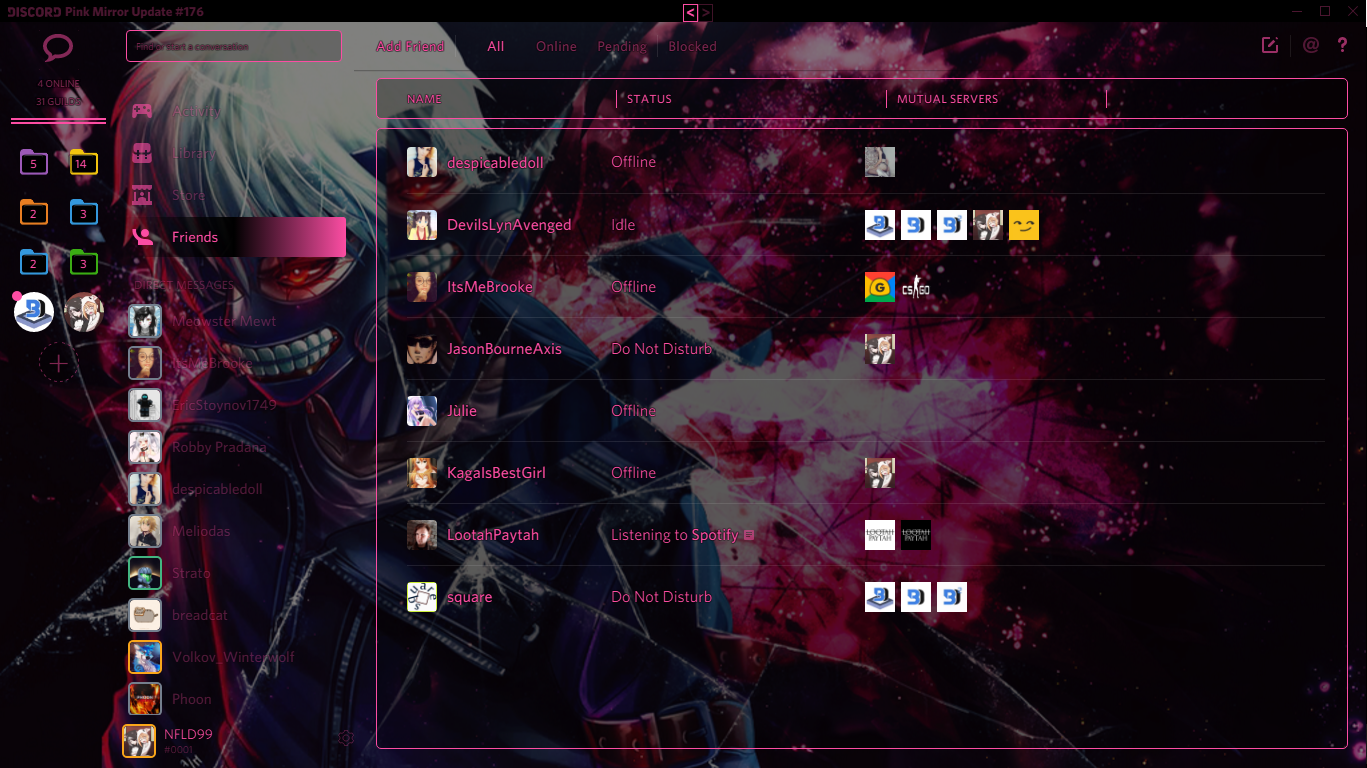 DISCORD Pink Mirror Update #176
< >
Find or start a conversation
Add Friend All Online Pending Blocked
@ ?
4 ONLINE
31 GUILDS
5 14
2 3
2 3
Activity
Library
Store
Friends
DIRECT MESSAGES
Meowster Mewt
ItsMeBrooke
EricStoynov1749
Robby Pradana
despicabledoll
Meliodas
Strato
breadcat
Volkov_Winterwolf
Phoon
NFLD99
#0001
NAME STATUS MUTUAL SERVERS
despicabledoll Offline
DevilsLynAvenged Idle
ItsMeBrooke Offline G CS GO
JasonBourneAxis Do Not Disturb
Jùlie Offline
KagaIsBestGirl Offline
LootahPaytah Listening to Spotify LOOTAH PAYTAH LOOTAH PAYTAH
square Do Not Disturb